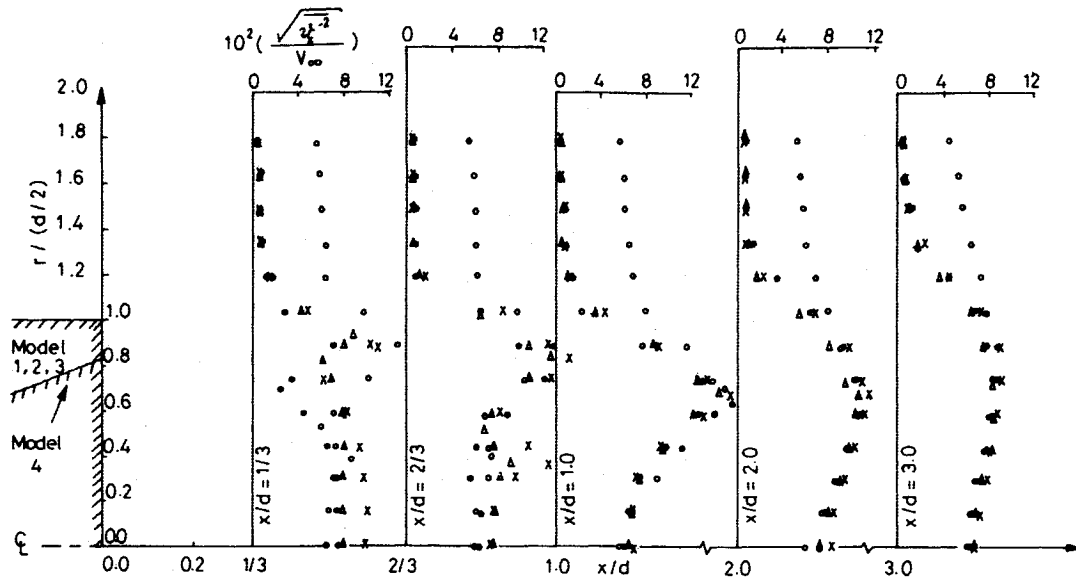 10²( / V∞ )
0 4 8 12
0 4 8 12
0 4 8 12
0 4 8 12
0 4 8 12
2.0
1.8
1.6
1.4
1.2
1.0
0.8
0.6
0.4
0.2
0.0
r / (d/2)
Model
1,2,3
Model
4
x/d = 1/3
x/d = 2/3
x/d = 1.0
x/d = 2.0
x/d = 3.0
0.0 0.2 1/3 2/3 1.0 x/d 2.0 3.0